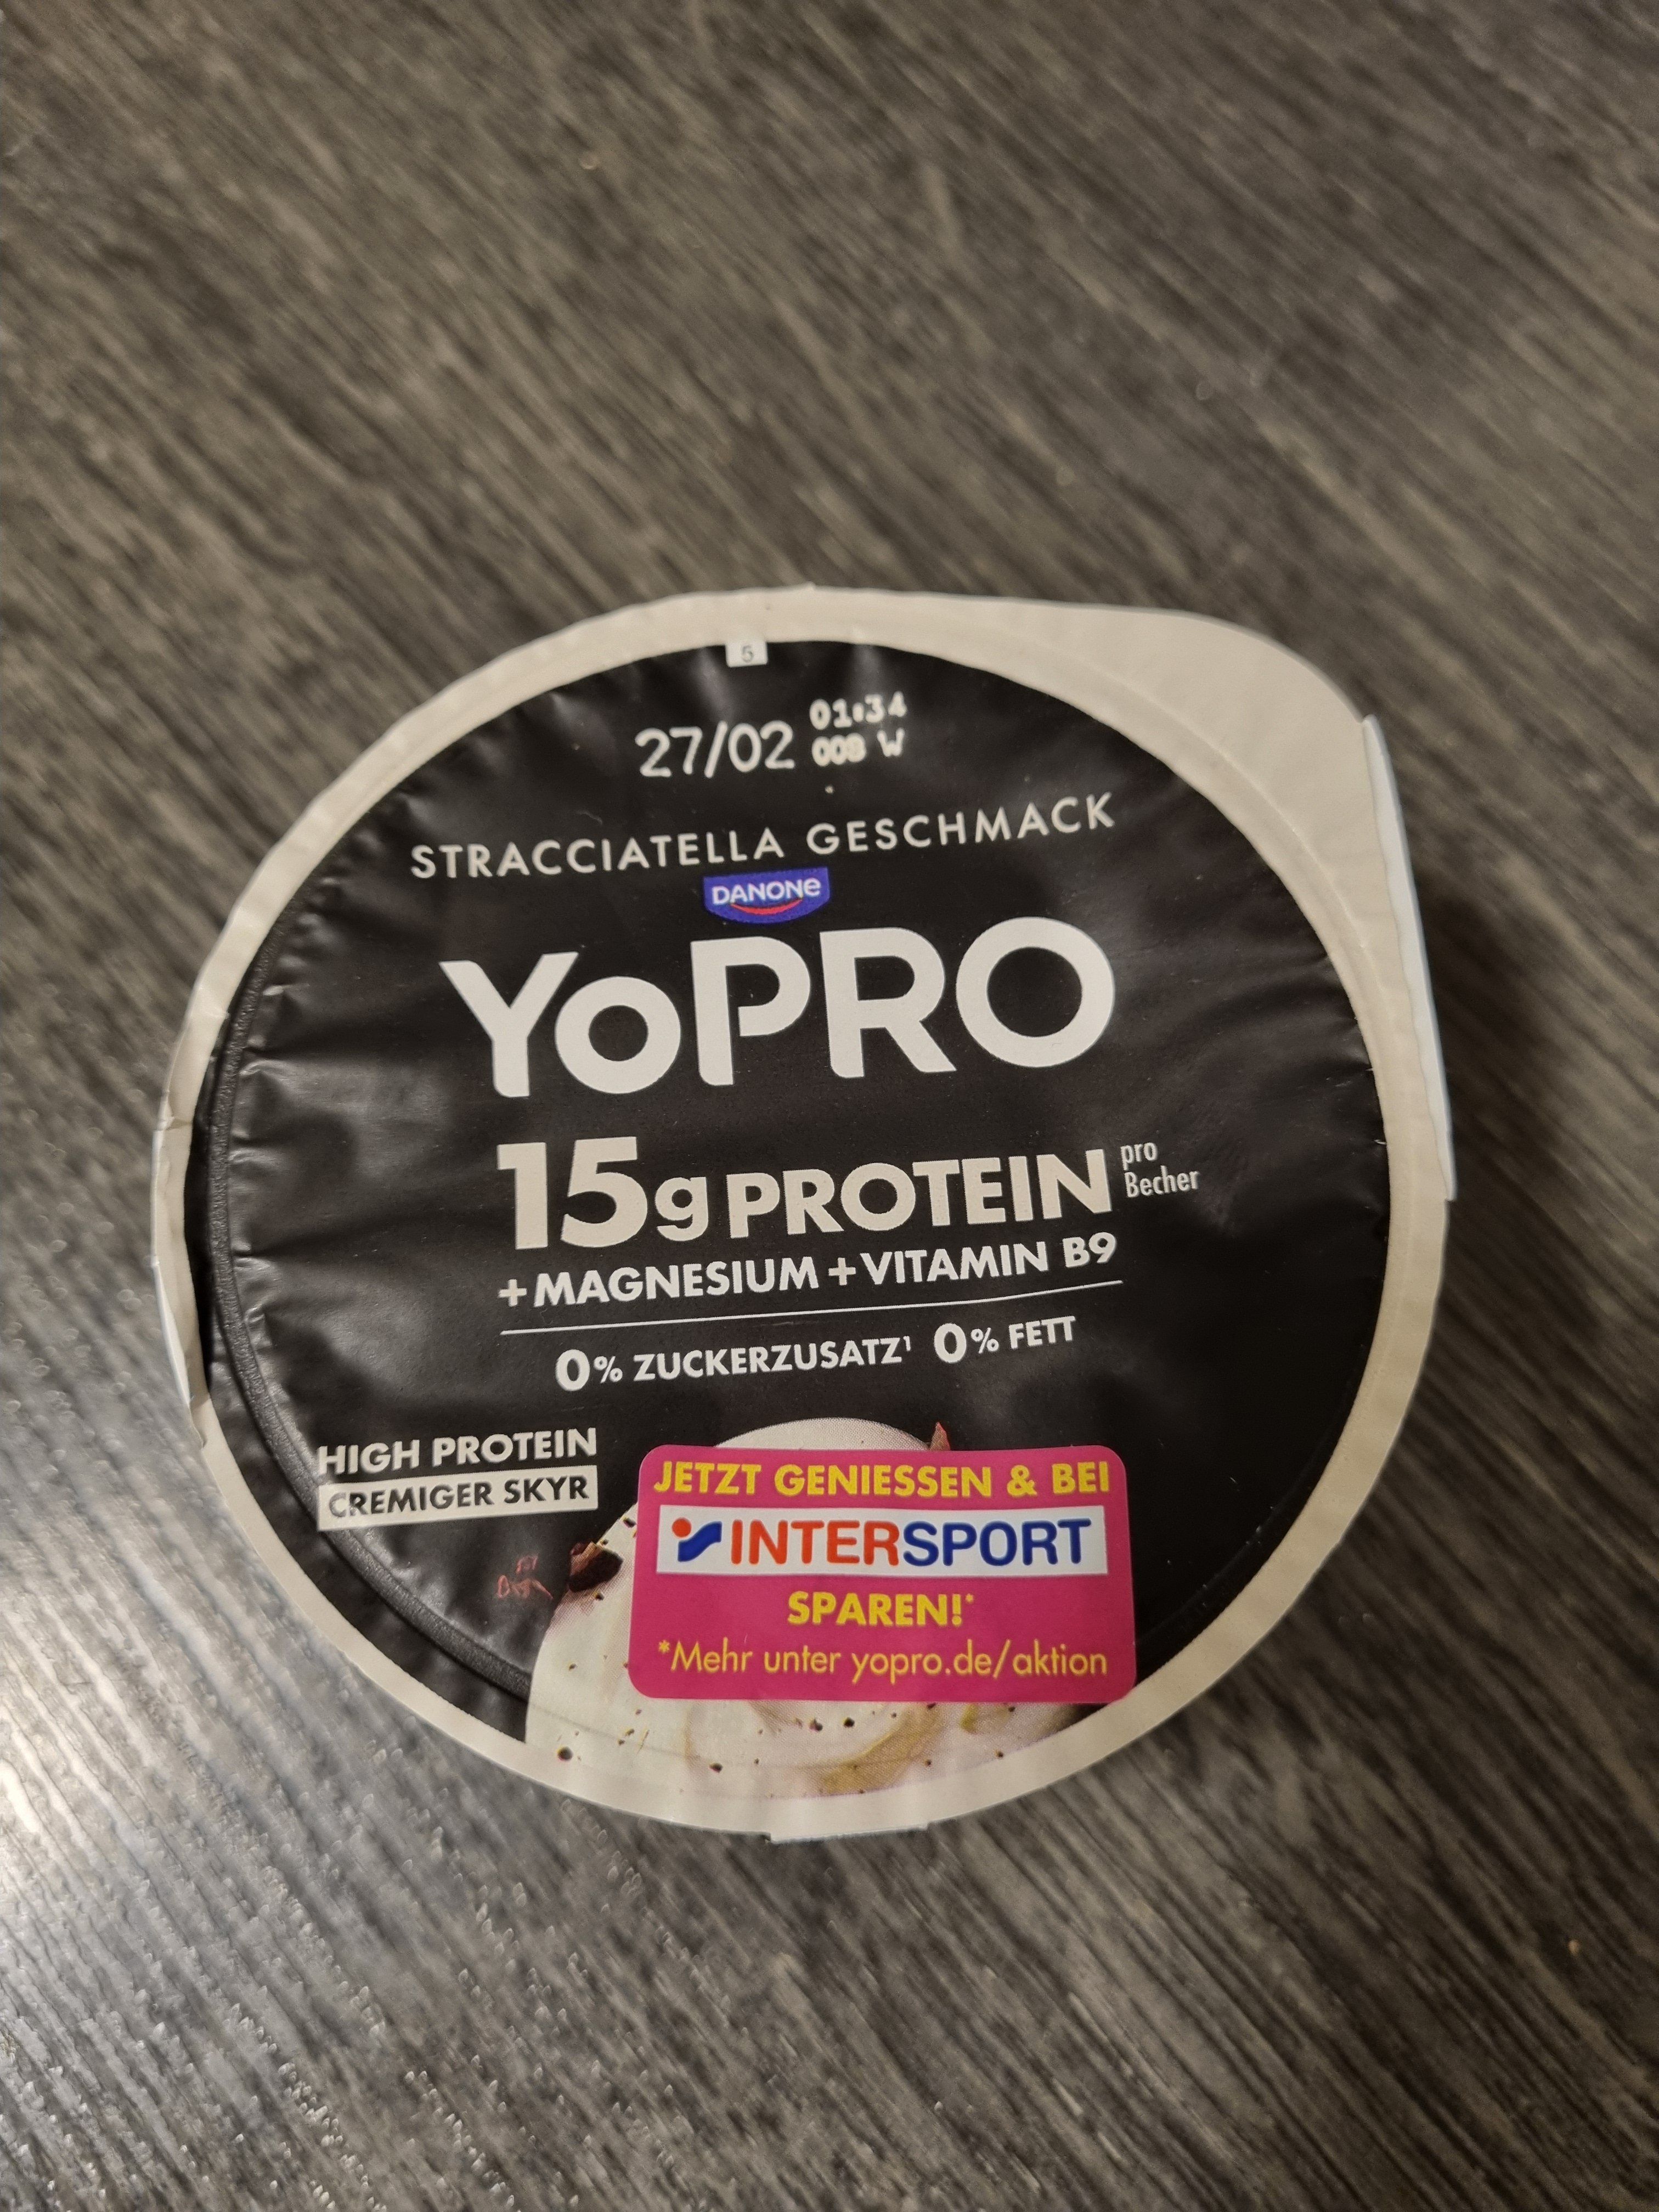 5
27/02
01:34
008 W
STRACCIATELLA GESCHMACK
DANONE
YoPRO
15g PROTEIN pro Becher
+MAGNESIUM +VITAMIN B9
0% ZUCKERZUSATZ¹ 0% FETT
HIGH PROTEIN
CREMIGER SKYR
JETZT GENIESSEN & BEI
INTERSPORT
SPAREN!*
*Mehr unter yopro.de/aktion